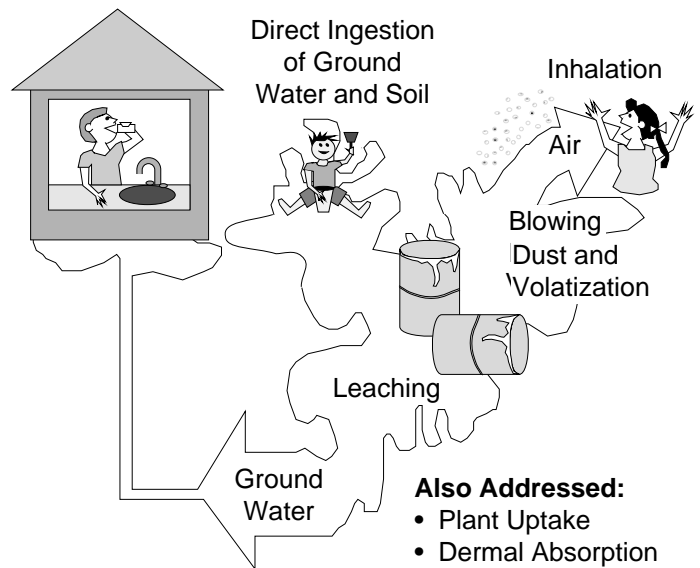 Direct Ingestion
of Ground
Water and Soil
Inhalation
Air
Blowing
Dust and
Volatization
Leaching
Ground
Water
Also Addressed:
• Plant Uptake
• Dermal Absorption